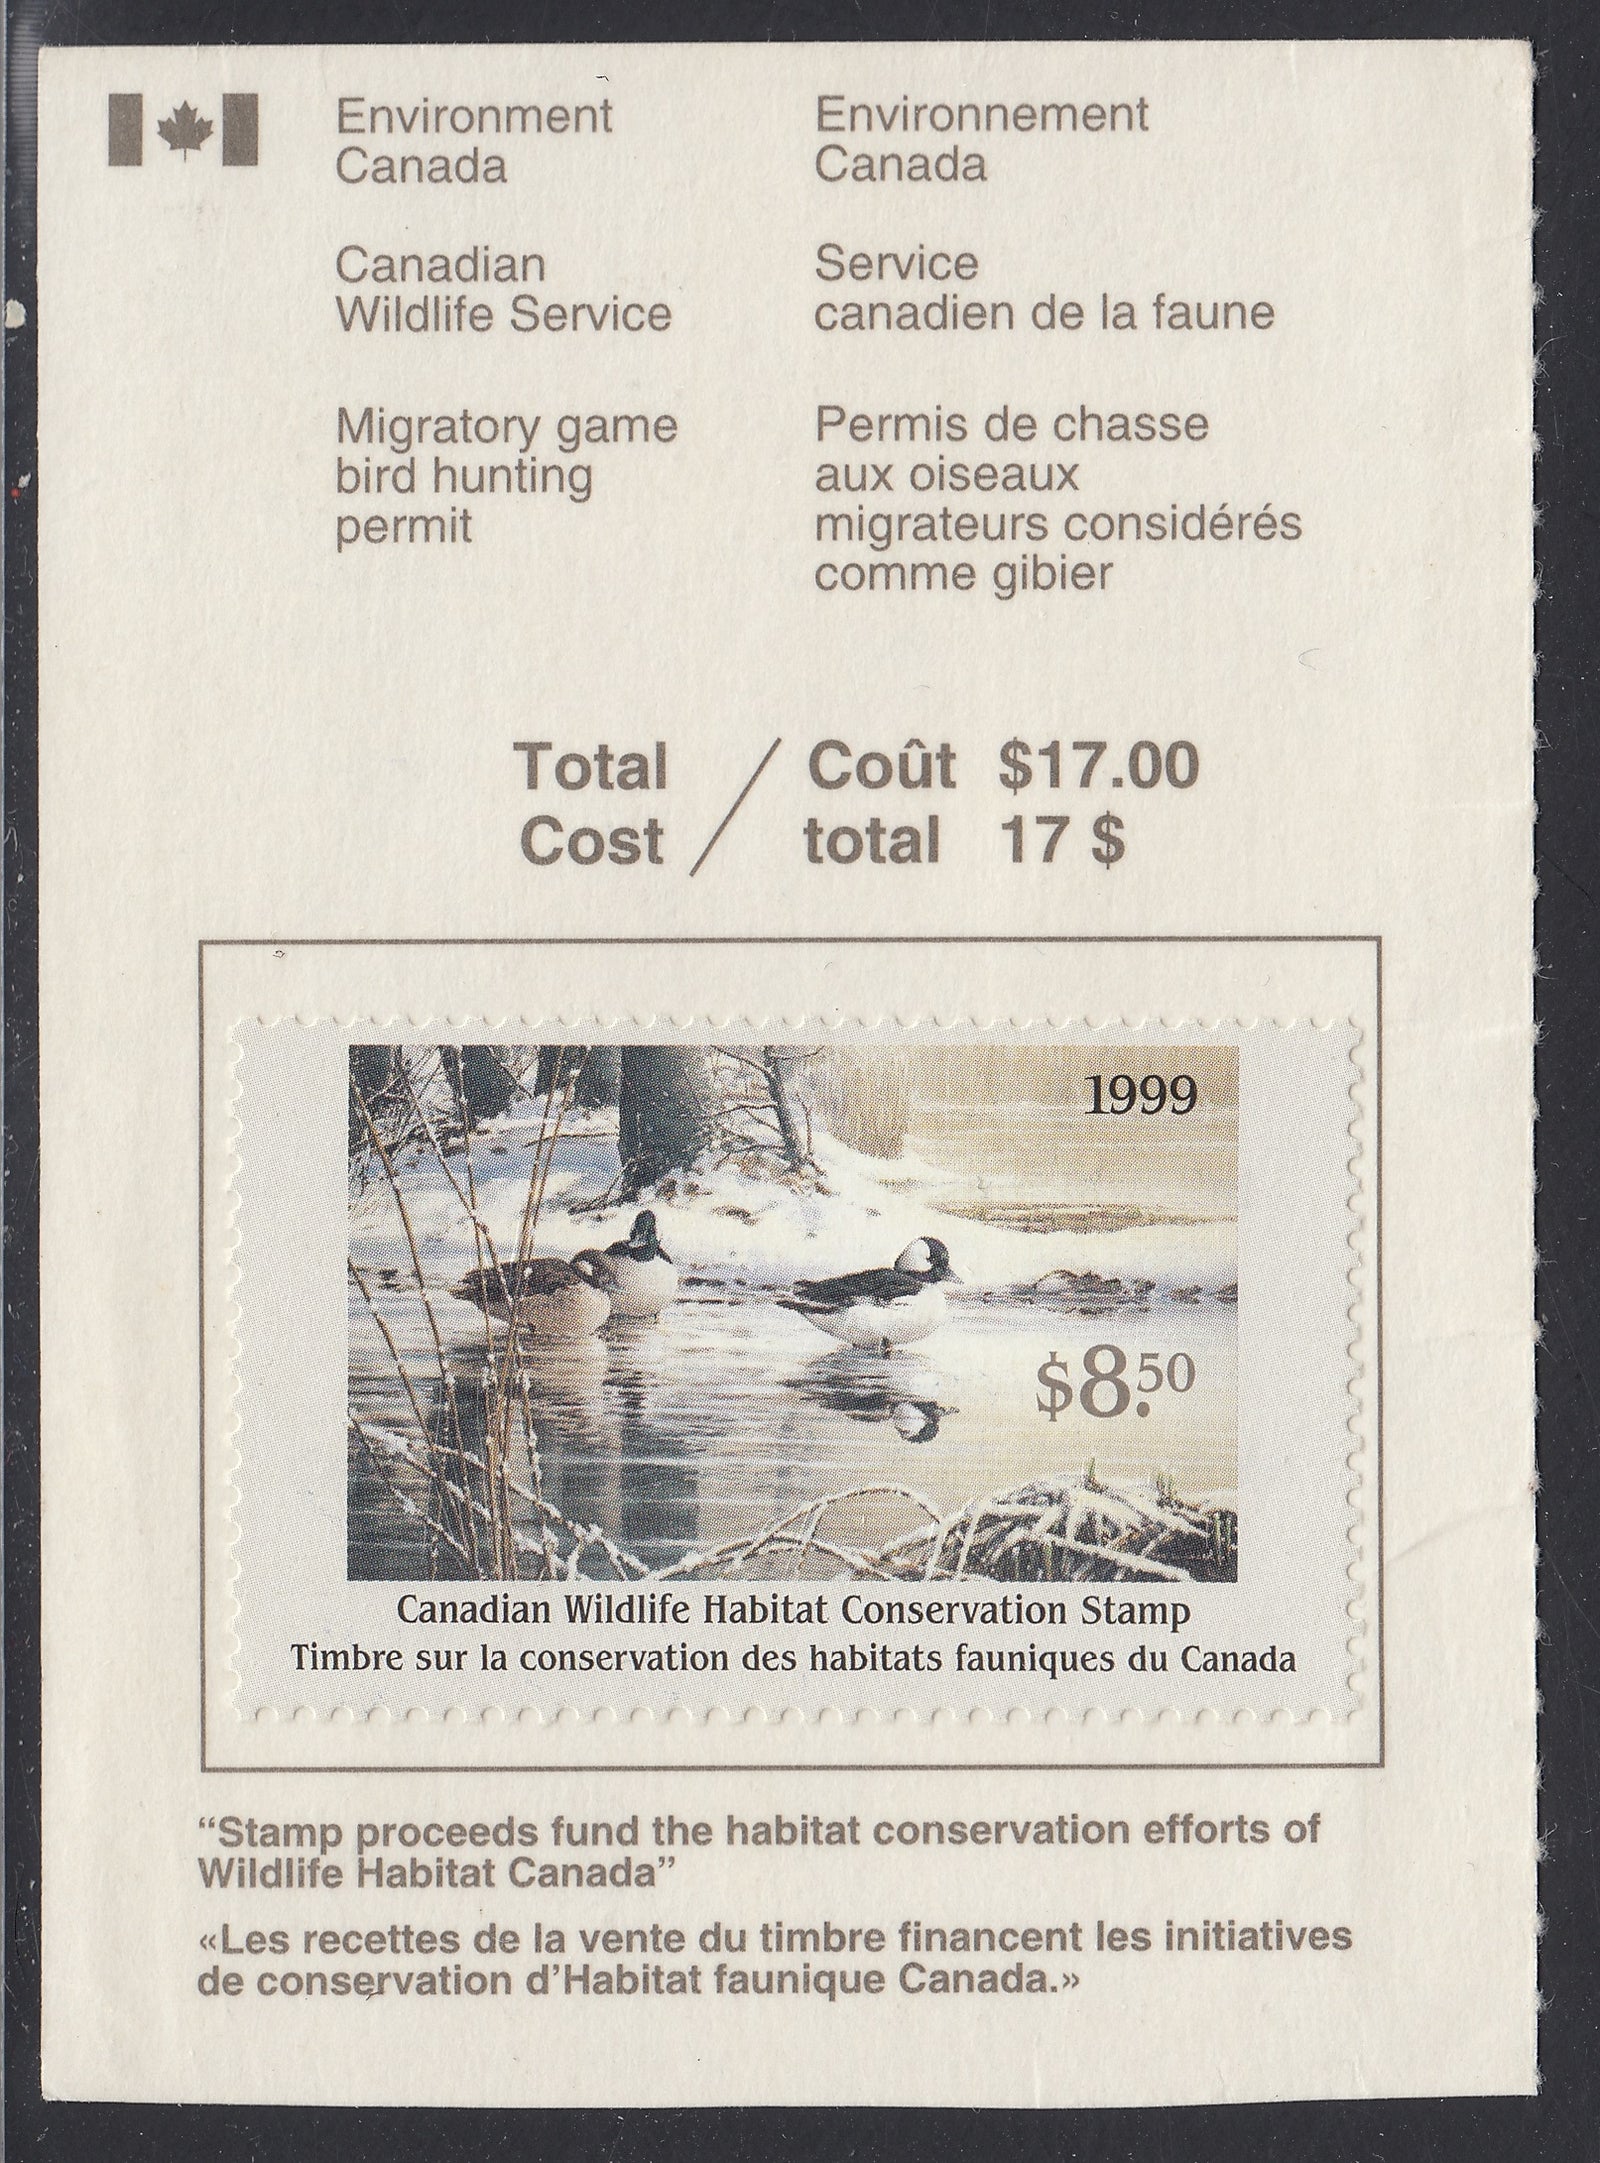 Environment
Canada
Environnement
Canada
Canadian
Wildlife Service
Service
canadien de la faune
Migratory game
bird hunting
permit
Permis de chasse
aux oiseaux
migrateurs considérés
comme gibier
Total / Coût $17.00
Cost total 17 $
1999
$8.50
Canadian Wildlife Habitat Conservation Stamp
Timbre sur la conservation des habitats fauniques du Canada
“Stamp proceeds fund the habitat conservation efforts of
Wildlife Habitat Canada”
«Les recettes de la vente du timbre financent les initiatives
de conservation d’Habitat faunique Canada.»